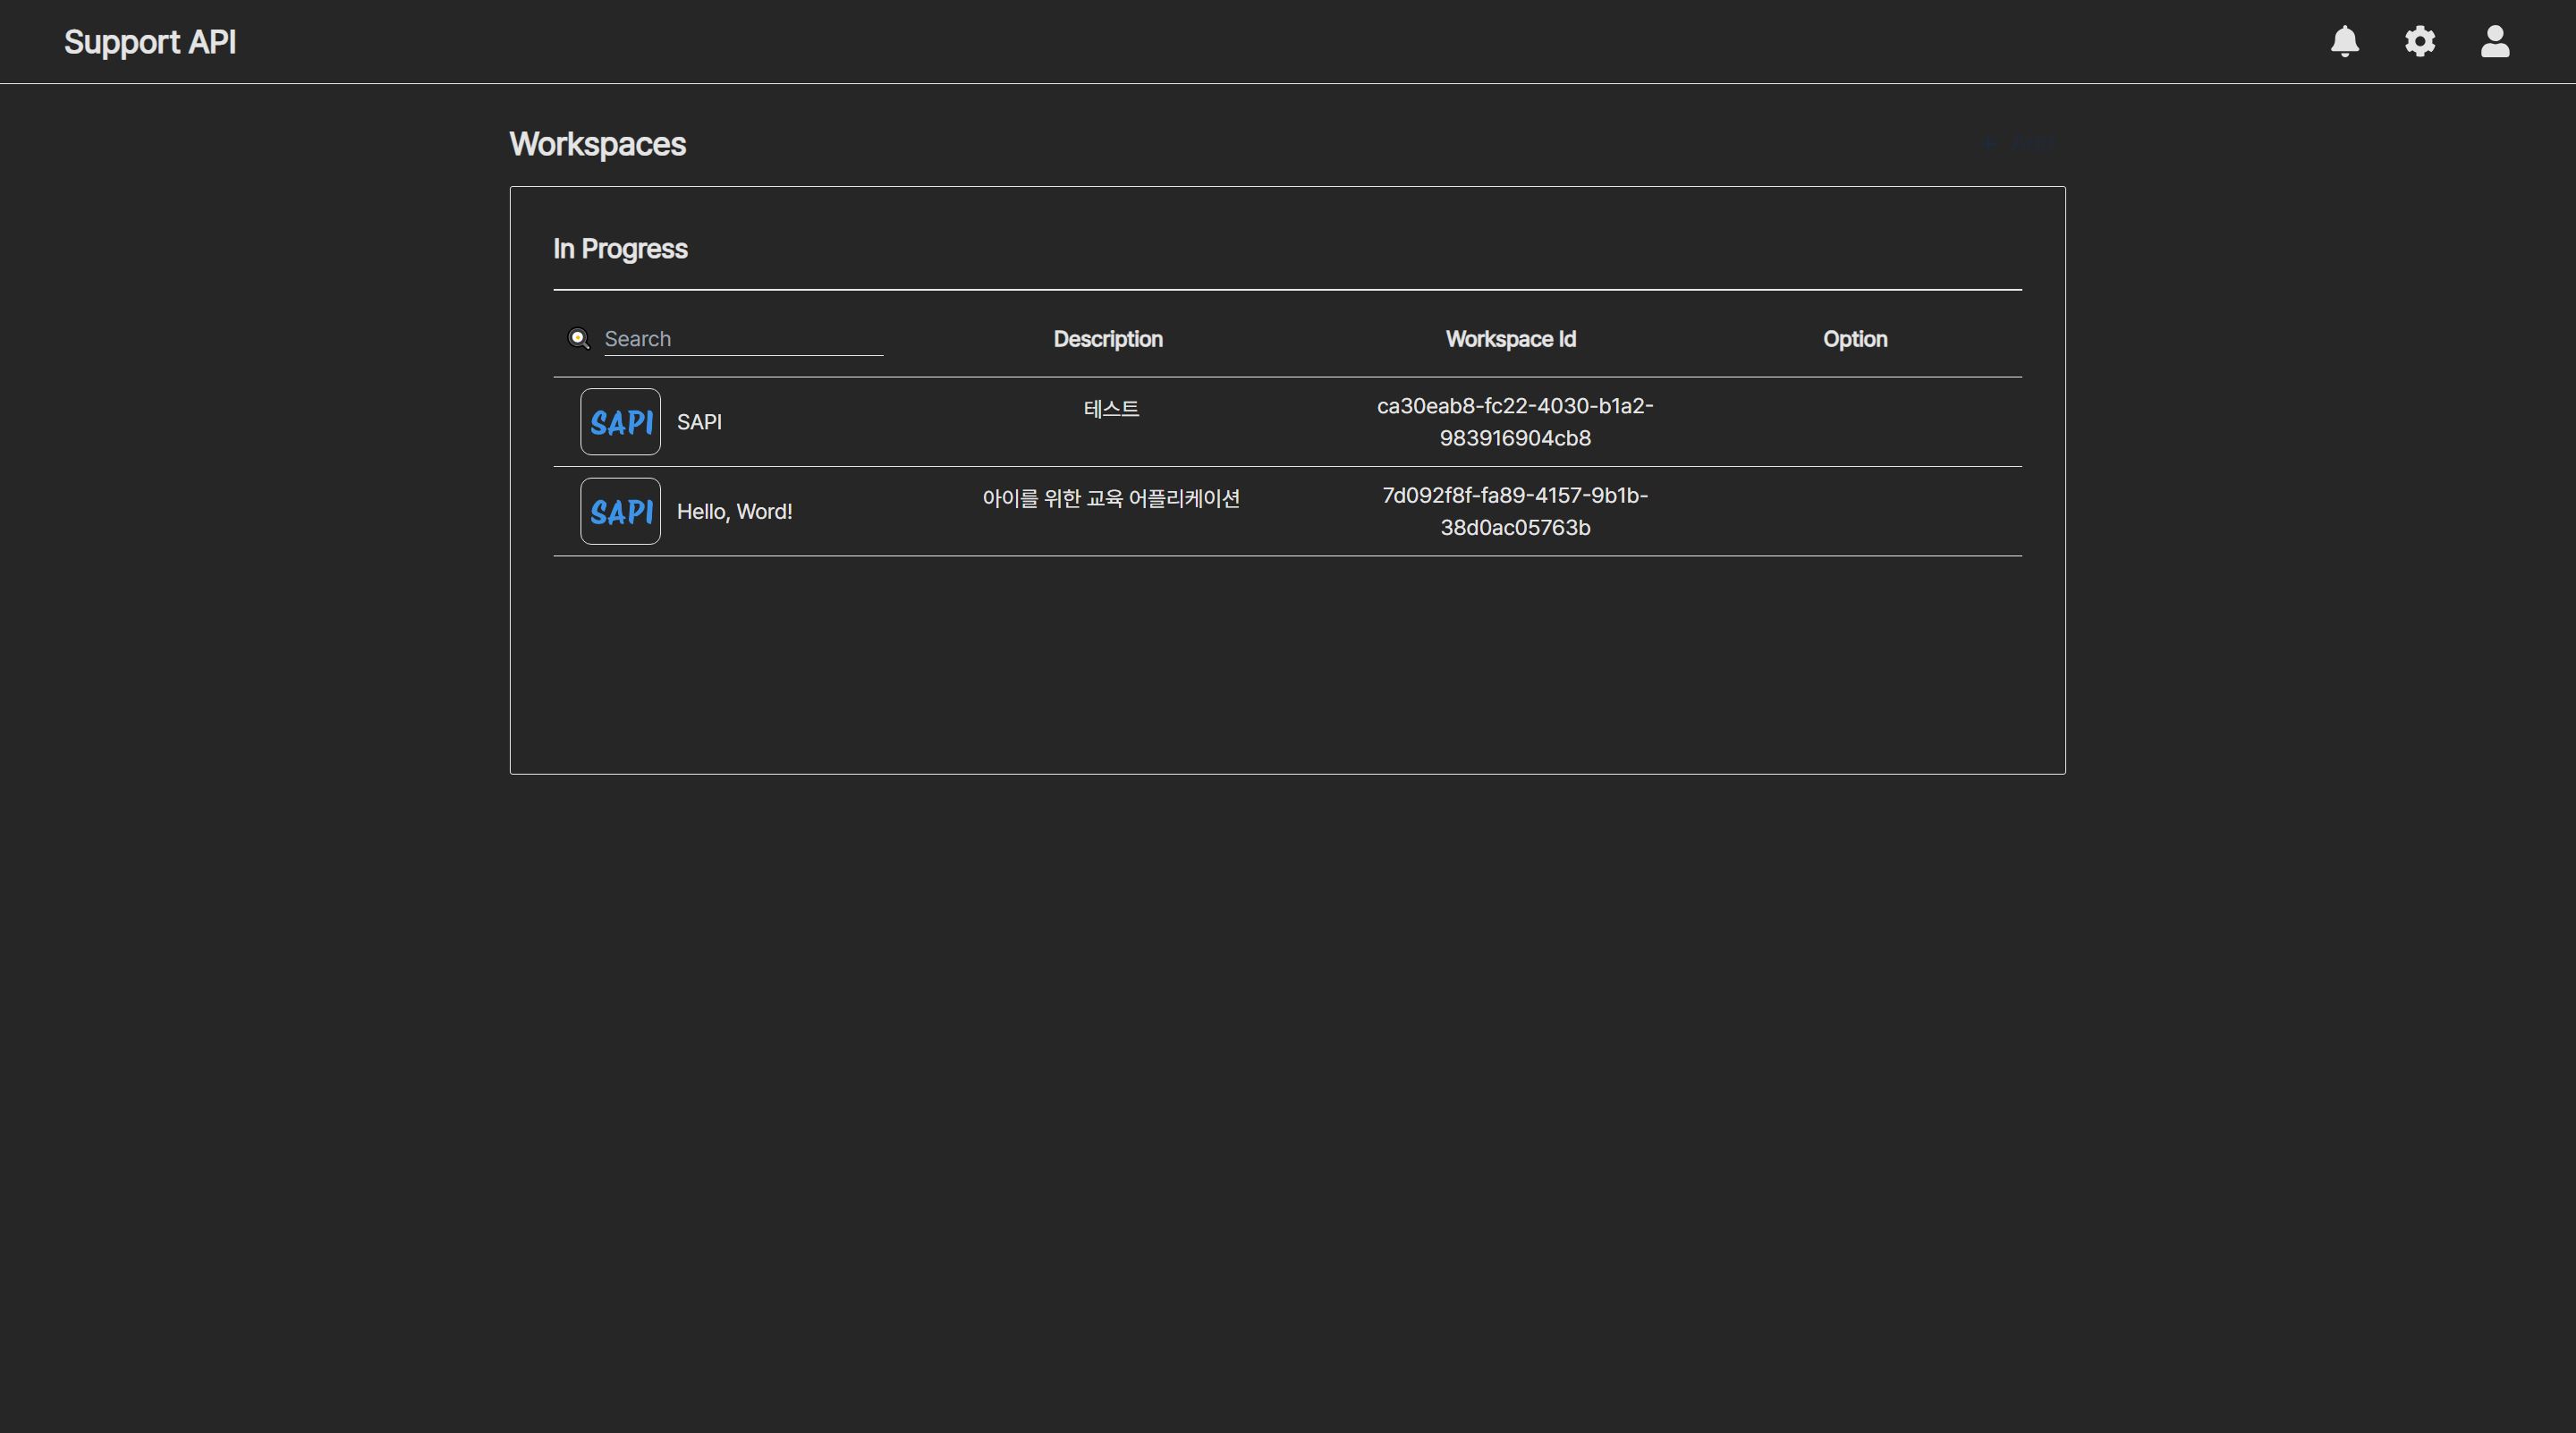 Support API
Workspaces
In Progress
Search Description Workspace Id Option
SAPI SAPI 테스트 ca30eab8-fc22-4030-b1a2-
983916904cb8
SAPI Hello, Word! 아이를 위한 교육 어플리케이션 7d092f8f-fa89-4157-9b1b-
38d0ac05763b